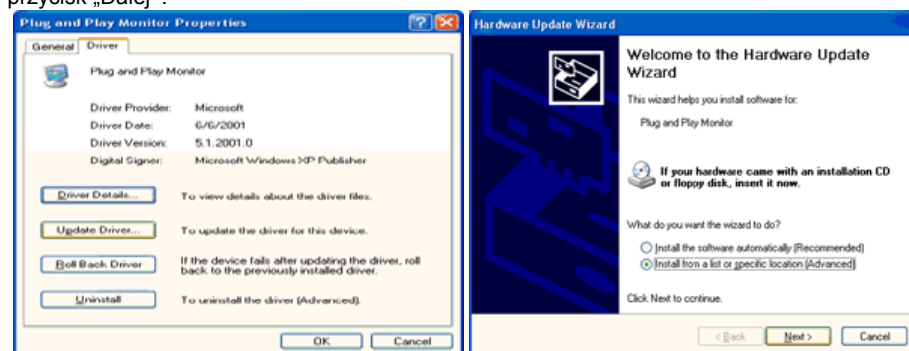 przycisk „Dalej”.
Plug and Play Monitor Properties
General
Driver
Plug and Play Monitor
Driver Provider: Microsoft
Driver Date: 6/6/2001
Driver Version: 5.1.2001.0
Digital Signer: Microsoft Windows XP Publisher
Driver Details...
To view details about the driver files.
Update Driver...
To update the driver for this device.
Roll Back Driver
If the device fails after updating the driver, roll
back to the previously installed driver.
Uninstall
To uninstall the driver (Advanced).
OK
Cancel
Hardware Update Wizard
Welcome to the Hardware Update
Wizard
This wizard helps you install software for:
Plug and Play Monitor
If your hardware came with an installation CD
or floppy disk, insert it now.
What do you want the wizard to do?
Install the software automatically (Recommended)
Install from a list or specific location (Advanced)
Click Next to continue.
< Back
Next >
Cancel